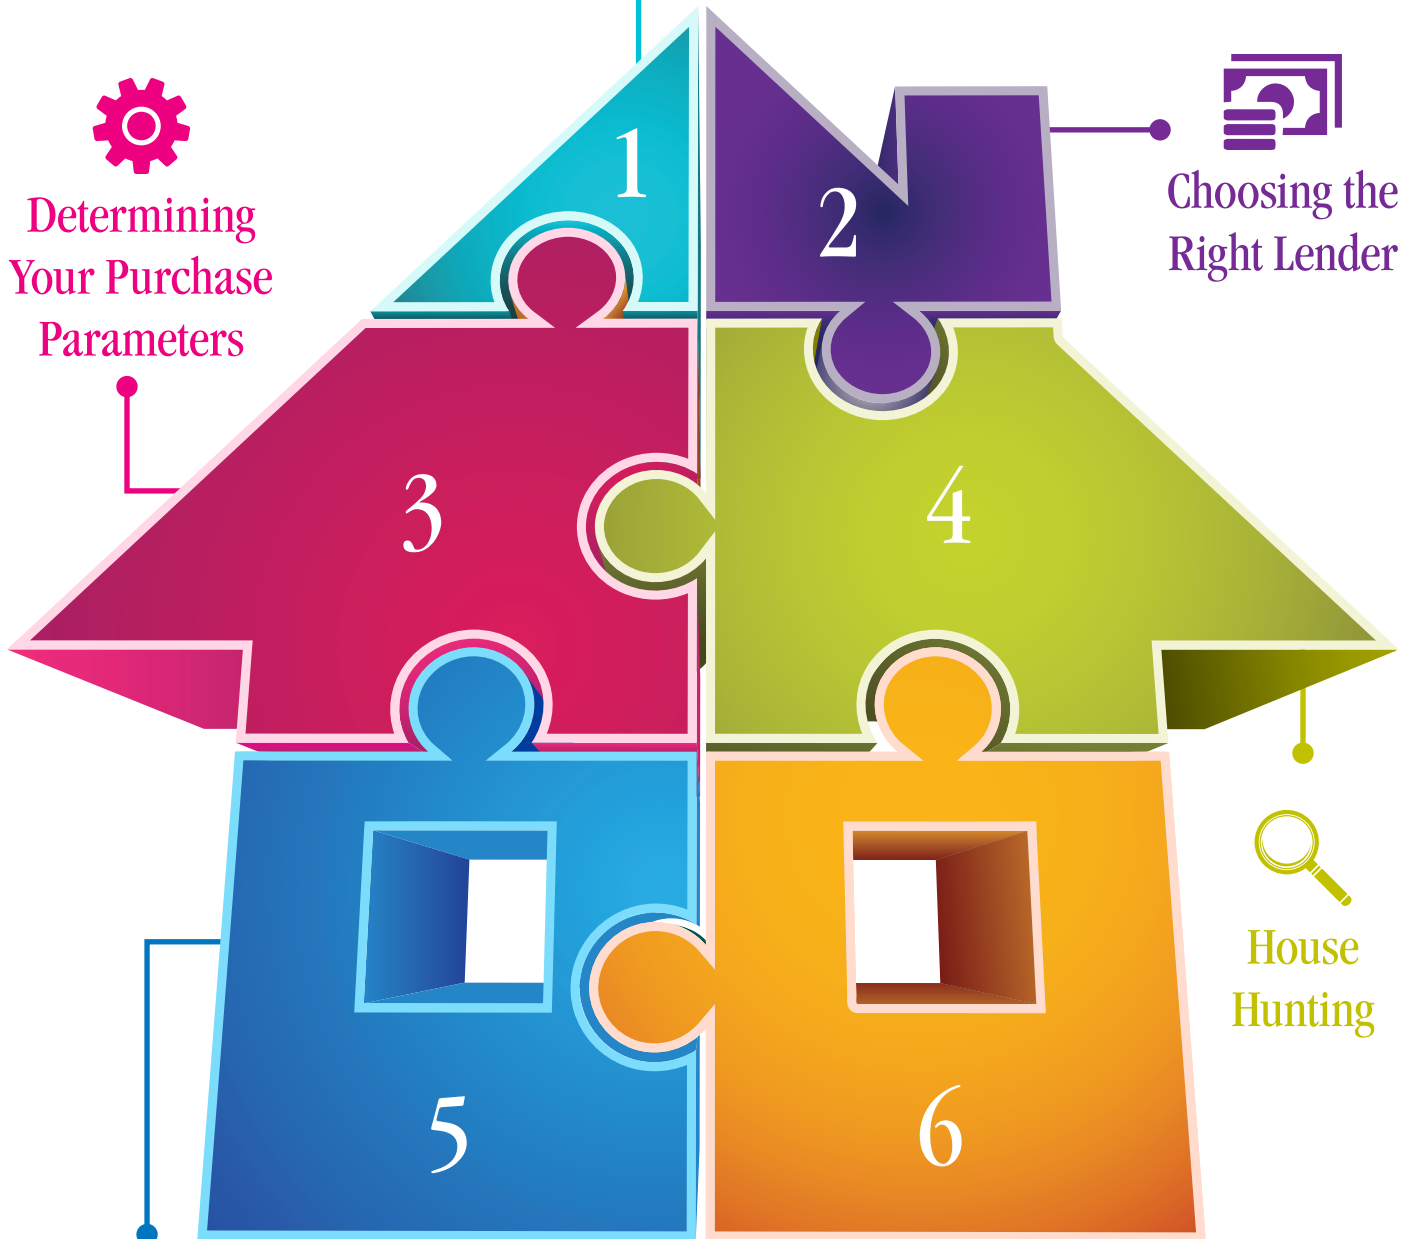 Determining
Your Purchase
Parameters
1
2
Choosing the
Right Lender
3
4
House
Hunting
5
6